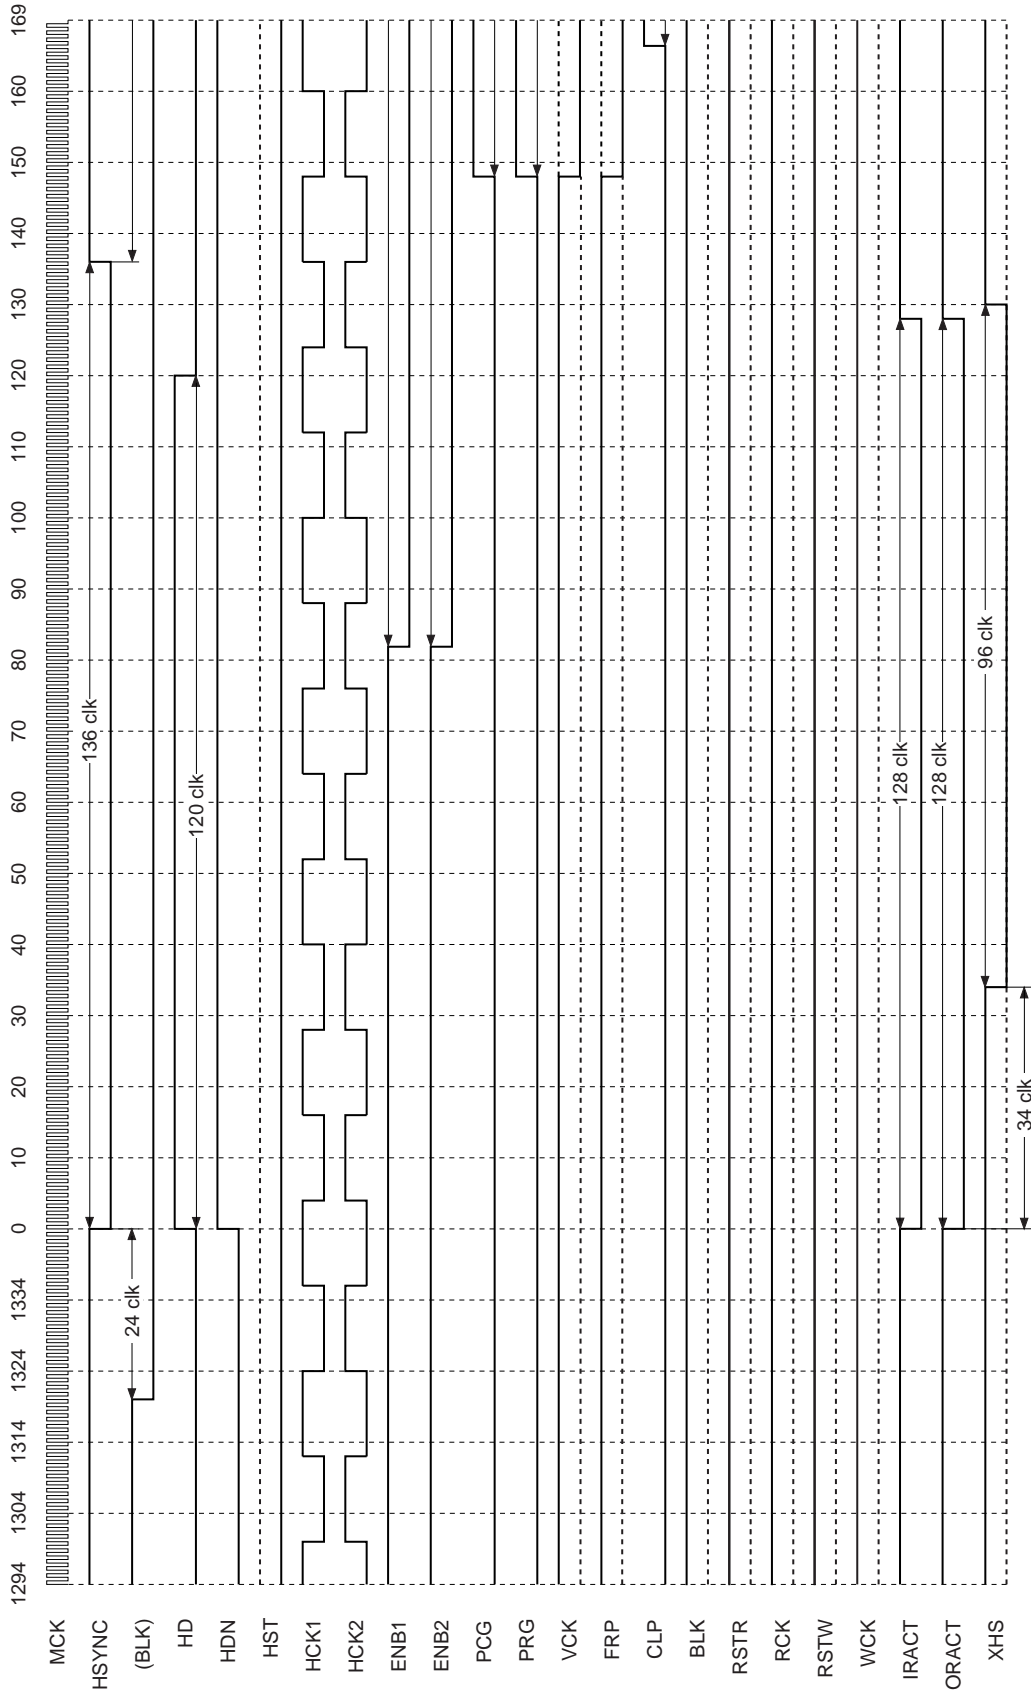 1294 1304 1314 1324 1334 0 10 20 30 40 50 60 70 80 90 100 110 120 130 140 150 160 169
MCK
HSYNC
136 clk
(BLK)
24 clk
HD
120 clk
HDN
HST
HCK1
HCK2
ENB1
ENB2
PCG
PRG
VCK
FRP
CLP
BLK
RSTR
RCK
RSTW
WCK
IRACT
128 clk
ORACT
128 clk
XHS
96 clk
34 clk